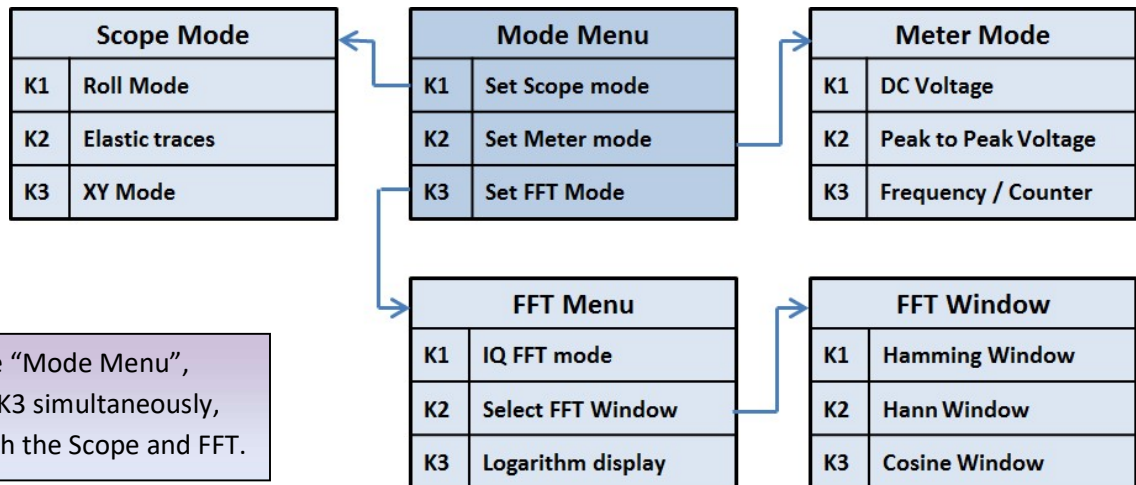 Scope Mode
K1 Roll Mode
K2 Elastic traces
K3 XY Mode
Mode Menu
K1 Set Scope mode
K2 Set Meter mode
K3 Set FFT Mode
Meter Mode
K1 DC Voltage
K2 Peak to Peak Voltage
K3 Frequency / Counter
“Mode Menu”,
K3 simultaneously,
the Scope and FFT.
FFT Menu
K1 IQ FFT mode
K2 Select FFT Window
K3 Logarithm display
FFT Window
K1 Hamming Window
K2 Hann Window
K3 Cosine Window